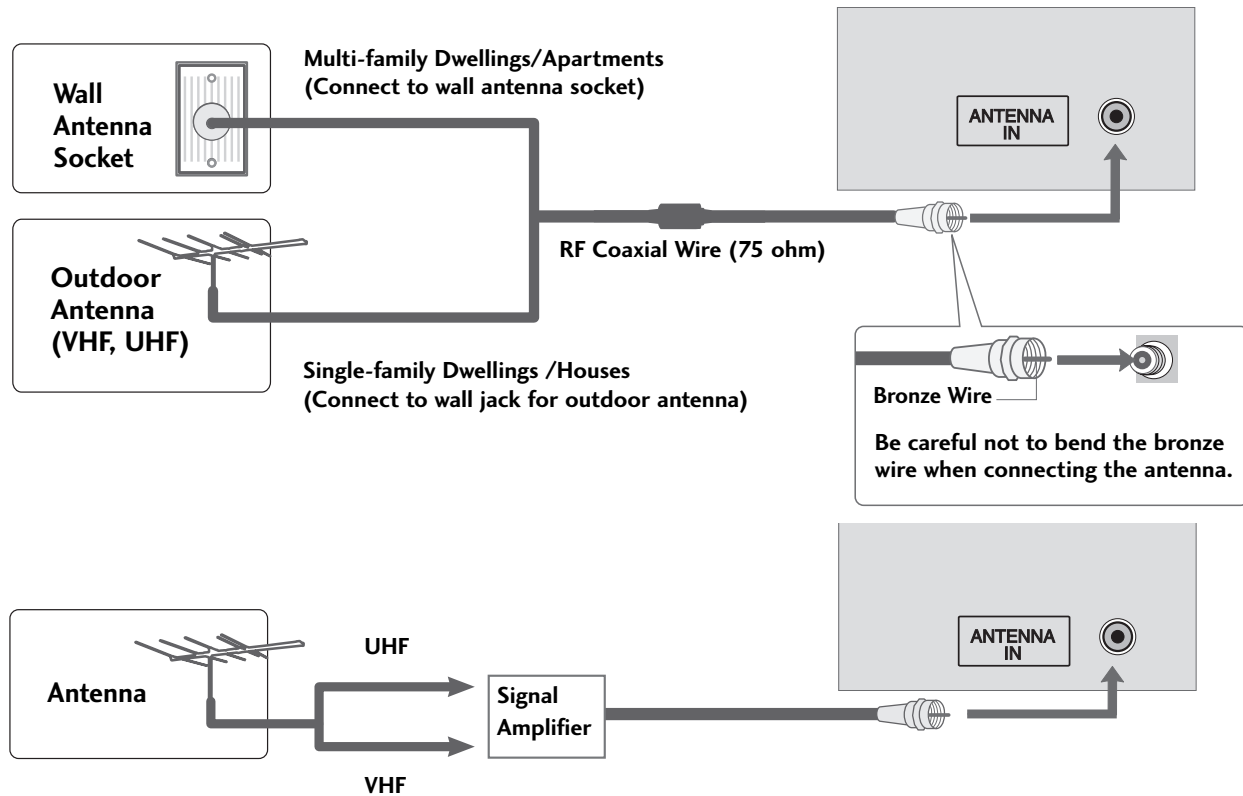 Multi-family Dwellings/Apartments
(Connect to wall antenna socket)
Wall
Antenna
Socket
ANTENNA
IN
RF Coaxial Wire (75 ohm)
Outdoor
Antenna
(VHF, UHF)
Single-family Dwellings /Houses
(Connect to wall jack for outdoor antenna)
Bronze Wire
Be careful not to bend the bronze
wire when connecting the antenna.
Antenna
UHF
VHF
Signal
Amplifier
ANTENNA
IN